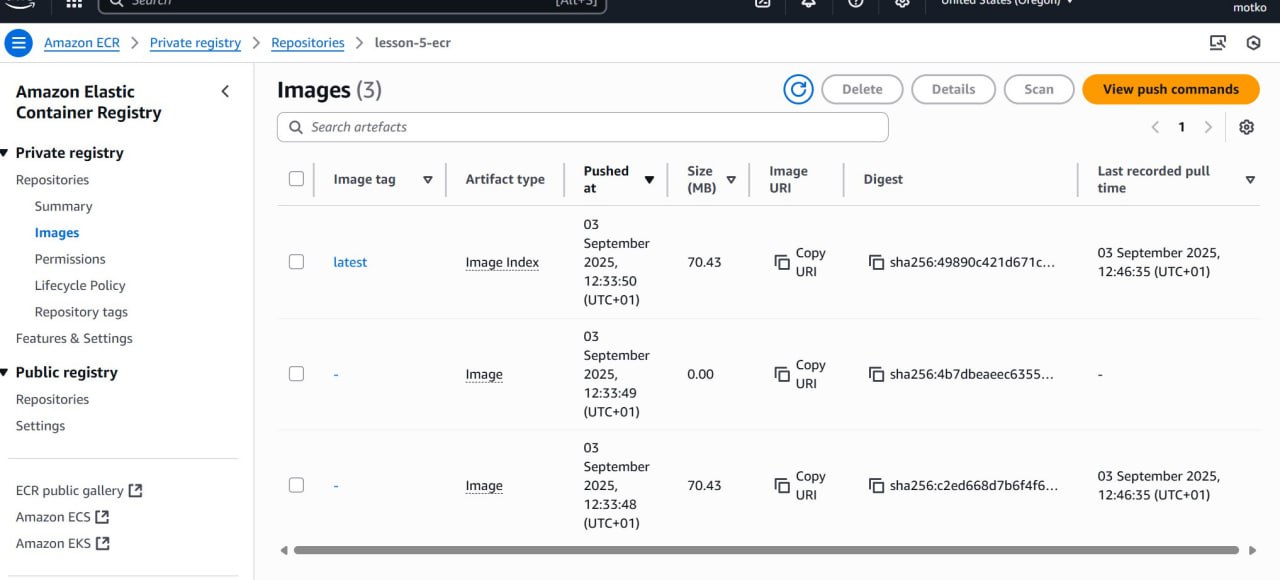 Search
[Alt+S]
United States (Oregon)
motko
Amazon ECR
Private registry
Repositories
lesson-5-ecr
Amazon Elastic
Container Registry
Private registry
Repositories
Summary
Images
Permissions
Lifecycle Policy
Repository tags
Features & Settings
Public registry
Repositories
Settings
ECR public gallery
Amazon ECS
Amazon EKS
Images (3)
Delete
Details
Scan
View push commands
Search artefacts
1
Image tag
Artifact type
Pushed
at
Size
(MB)
Image
URI
Digest
Last recorded pull
time
latest
Image Index
03
September
2025,
12:33:50
(UTC+01)
70.43
Copy
URI
sha256:49890c421d671c...
03 September 2025,
12:46:35 (UTC+01)
-
Image
03
September
2025,
12:33:49
(UTC+01)
0.00
Copy
URI
sha256:4b7dbeaeec6355...
-
-
Image
03
September
2025,
12:33:48
(UTC+01)
70.43
Copy
URI
sha256:c2ed668d7b6f4f6...
03 September 2025,
12:46:35 (UTC+01)